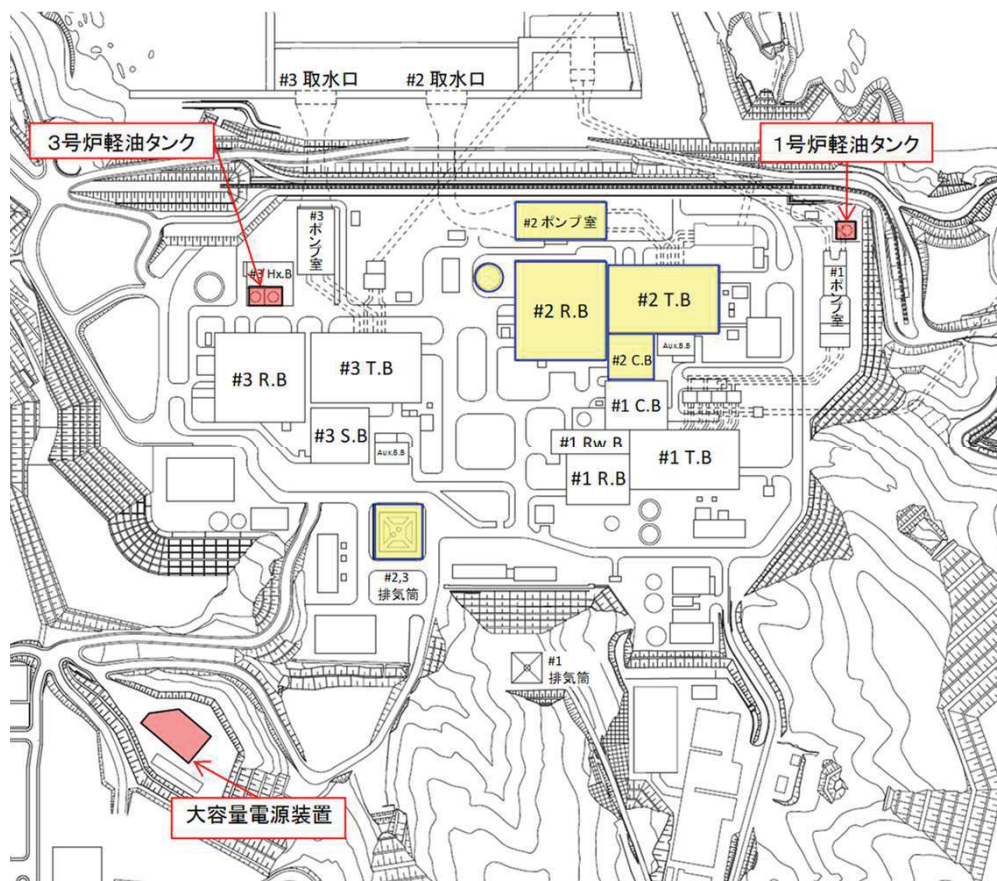 #3 取水口
#2 取水口
3号炉軽油タンク
1号炉軽油タンク
#3
ポンプ室
#2 ポンプ室
#1
ポンプ室
#3 Hx.B
#2 R.B
#2 T.B
#2 C.B
Aux.B.B
#3 R.B
#3 T.B
#1 C.B
#3 S.B
Aux.B.B
#1 Rw.B
#1 T.B
#1 R.B
#2,3
排気筒
#1
排気筒
大容量電源装置